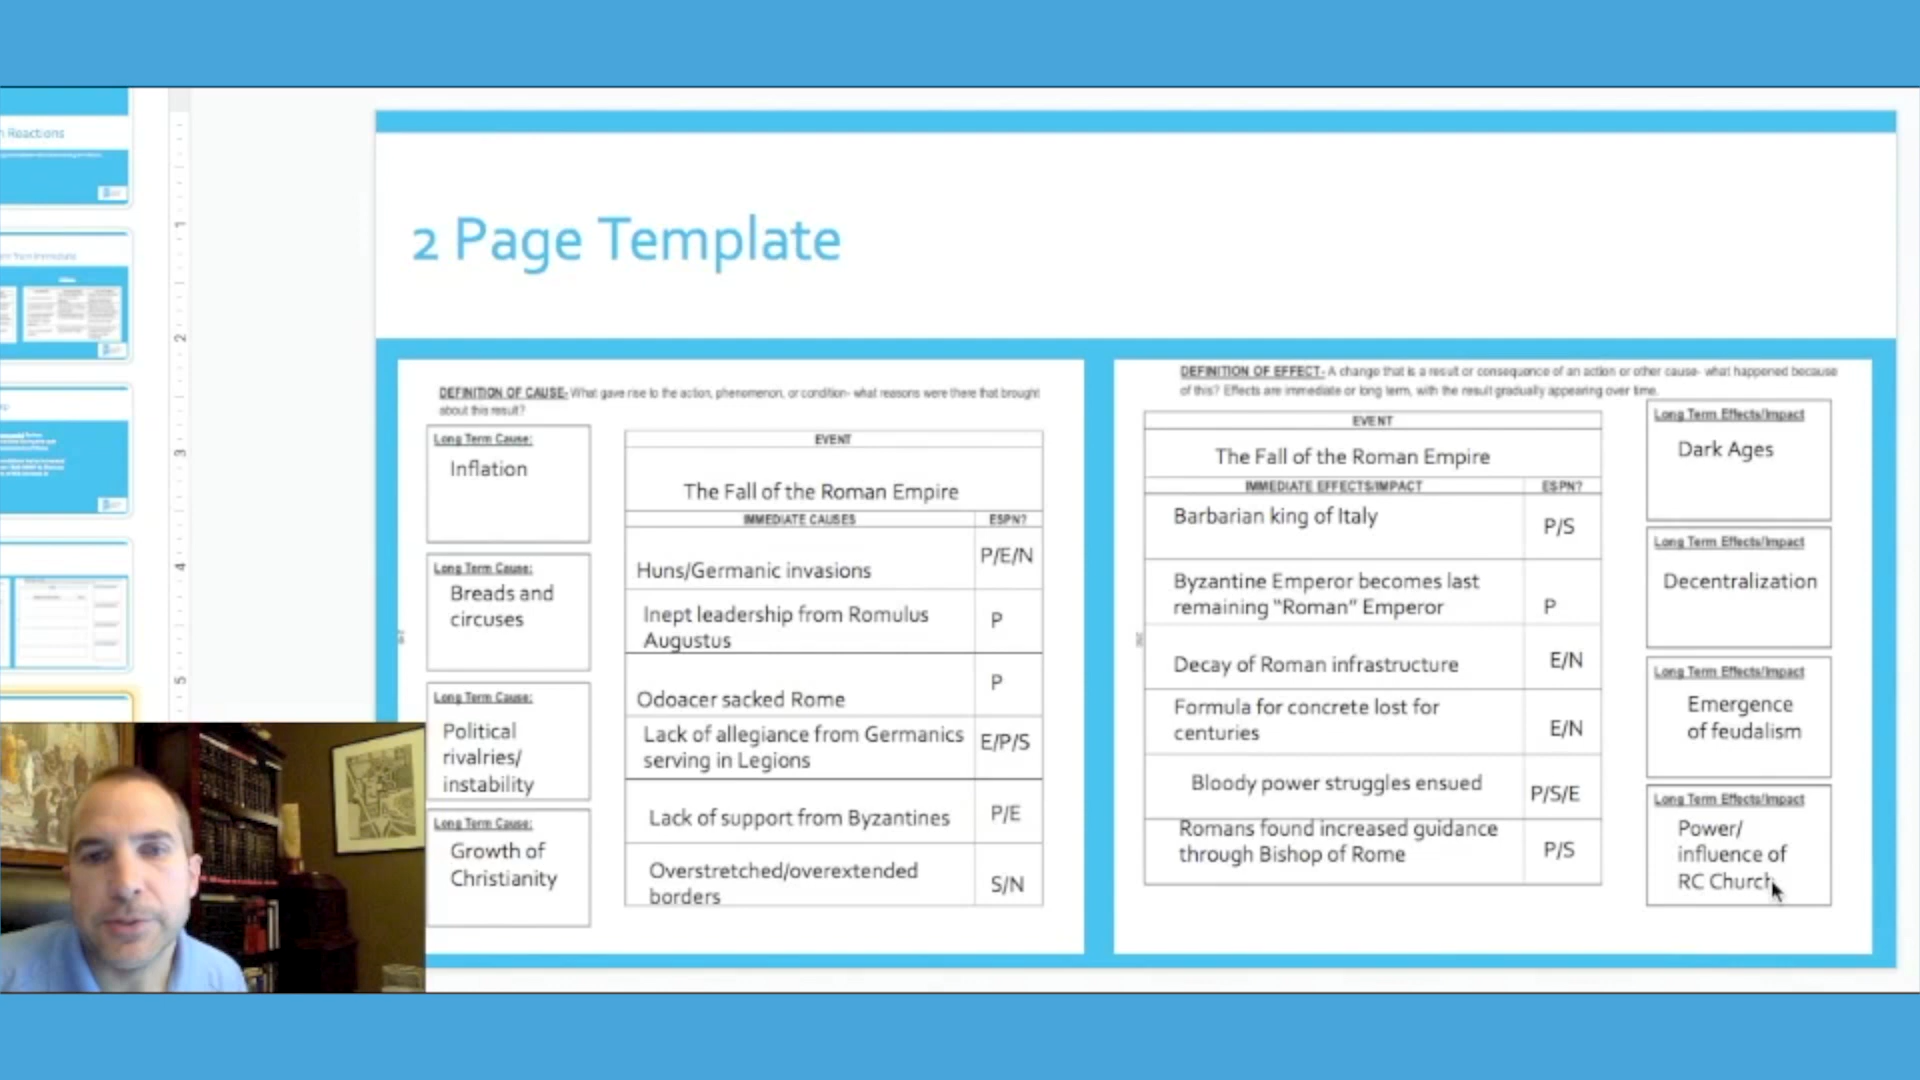 n Reactions
2 Page Template
DEFINITION OF CAUSE- What gave rise to the action, phenomenon, or condition- what reasons were there that brought
about this result?
Long Term Cause:
Inflation
Long Term Cause:
Breads and
circuses
Long Term Cause:
Political
rivalries/
instability
Long Term Cause:
Growth of
Christianity
EVENT
The Fall of the Roman Empire
IMMEDIATE CAUSES ESPN?
Huns/Germanic invasions P/E/N
Inept leadership from Romulus
Augustus P
Odoacer sacked Rome P
Lack of allegiance from Germanics
serving in Legions E/P/S
Lack of support from Byzantines P/E
Overstretched/overextended
borders S/N
DEFINITION OF EFFECT- A change that is a result or consequence of an action or other cause- what happened because
of this? Effects are immediate or long term, with the result gradually appearing over time.
EVENT
The Fall of the Roman Empire
IMMEDIATE EFFECTS/IMPACT ESPN?
Barbarian king of Italy P/S
Byzantine Emperor becomes last
remaining “Roman” Emperor P
Decay of Roman infrastructure E/N
Formula for concrete lost for
centuries E/N
Bloody power struggles ensued P/S/E
Romans found increased guidance
through Bishop of Rome P/S
Long Term Effects/Impact
Dark Ages
Long Term Effects/Impact
Decentralization
Long Term Effects/Impact
Emergence
of feudalism
Long Term Effects/Impact
Power/
influence of
RC Church
1
2
3
4
5